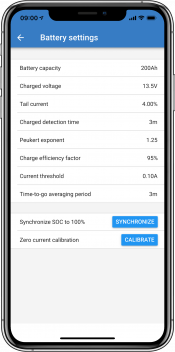 09:00
Battery settings
Battery capacity 200Ah
Charged voltage 13.5V
Tail current 4.00%
Charged detection time 3m
Peukert exponent 1.25
Charge efficiency factor 95%
Current threshold 0.10A
Time-to-go averaging period 3m
Synchronize SOC to 100% SYNCHRONIZE
Zero current calibration CALIBRATE